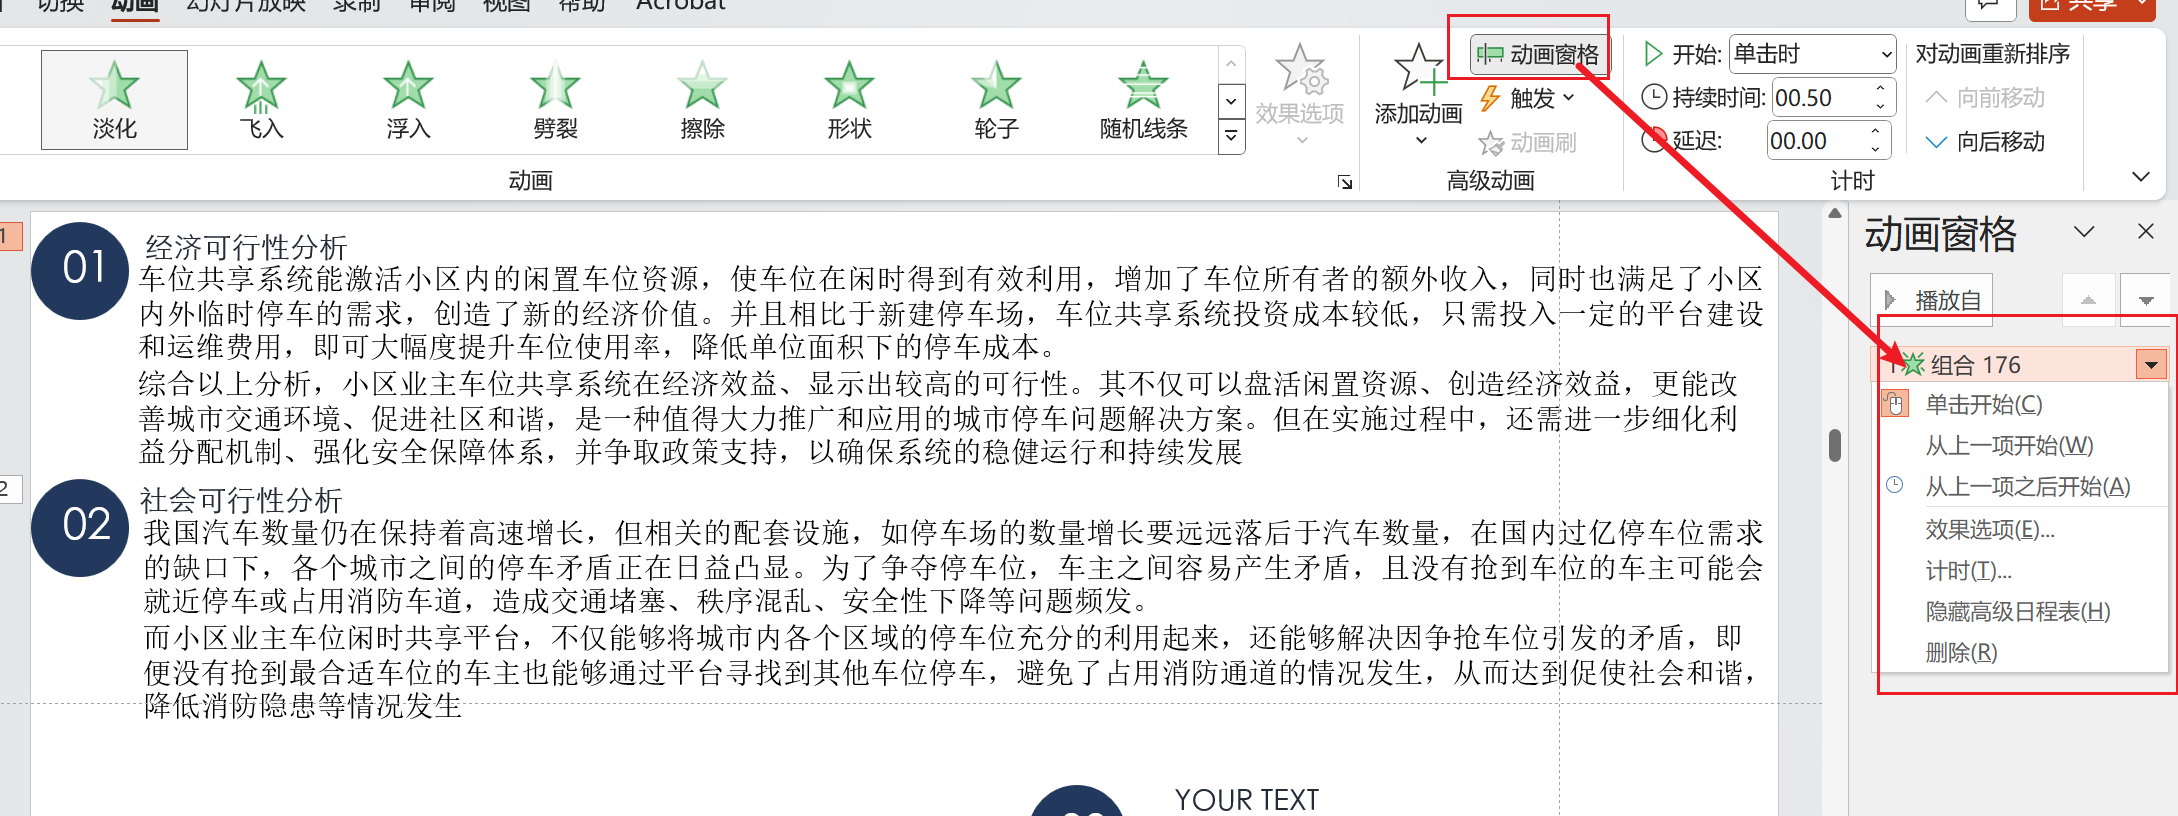 切换 动画 幻灯片放映 录制 审阅 视图 帮助 Acrobat
共享
淡化 飞入 浮入 劈裂 擦除 形状 轮子 随机线条
效果选项
添加动画
动画窗格
触发
动画刷
开始: 单击时
持续时间: 00.50
延迟: 00.00
对动画重新排序
向前移动
向后移动
动画 高级动画 计时
1
01
经济可行性分析
车位共享系统能激活小区内的闲置车位资源，使车位在闲时得到有效利用，增加了车位所有者的额外收入，同时也满足了小区
内外临时停车的需求，创造了新的经济价值。并且相比于新建停车场，车位共享系统投资成本较低，只需投入一定的平台建设
和运维费用，即可大幅度提升车位使用率，降低单位面积下的停车成本。
综合以上分析，小区业主车位共享系统在经济效益、显示出较高的可行性。其不仅可以盘活闲置资源、创造经济效益，更能改
善城市交通环境、促进社区和谐，是一种值得大力推广和应用的城市停车问题解决方案。但在实施过程中，还需进一步细化利
益分配机制、强化安全保障体系，并争取政策支持，以确保系统的稳健运行和持续发展
2
02
社会可行性分析
我国汽车数量仍在保持着高速增长，但相关的配套设施，如停车场的数量增长要远远落后于汽车数量，在国内过亿停车位需求
的缺口下，各个城市之间的停车矛盾正在日益凸显。为了争夺停车位，车主之间容易产生矛盾，且没有抢到车位的车主可能会
就近停车或占用消防车道，造成交通堵塞、秩序混乱、安全性下降等问题频发。
而小区业主车位闲时共享平台，不仅能够将城市内各个区域的停车位充分的利用起来，还能够解决因争抢车位引发的矛盾，即
便没有抢到最合适车位的车主也能够通过平台寻找到其他车位停车，避免了占用消防通道的情况发生，从而达到促使社会和谐，
降低消防隐患等情况发生
YOUR TEXT
动画窗格
播放自
1 组合 176
单击开始(C)
从上一项开始(W)
从上一项之后开始(A)
效果选项(E)...
计时(T)...
隐藏高级日程表(H)
删除(R)